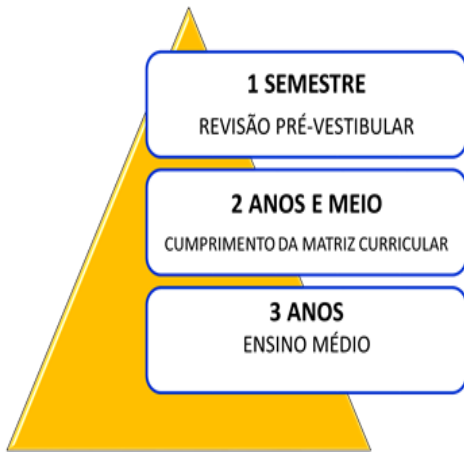 1 SEMESTRE
REVISÃO PRÉ-VESTIBULAR
2 ANOS E MEIO
CUMPRIMENTO DA MATRIZ CURRICULAR
3 ANOS
ENSINO MÉDIO